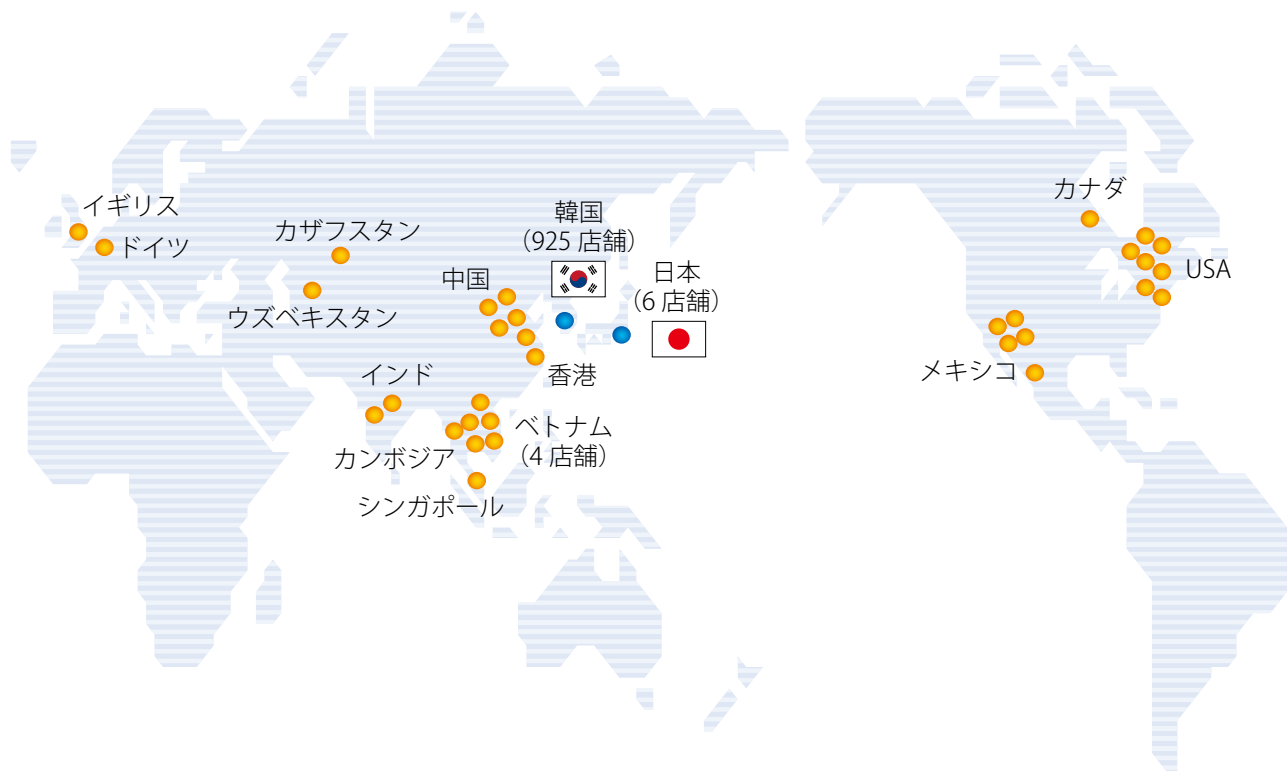 イギリス
ドイツ
カザフスタン
ウズベキスタン
韓国
（925 店舗）
中国
日本
（6 店舗）
香港
インド
ベトナム
（4 店舗）
カンボジア
シンガポール
カナダ
USA
メキシコ